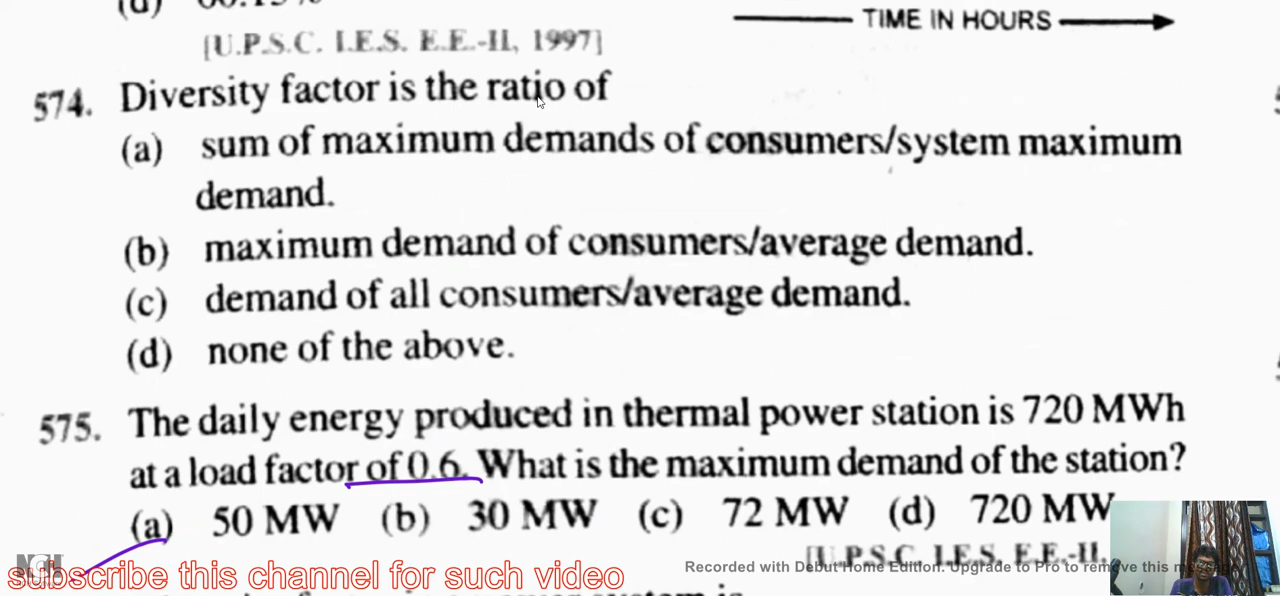 (d)
TIME IN HOURS
[U.P.S.C. I.E.S. E.E.-II, 1997]
574. Diversity factor is the ratio of
(a) sum of maximum demands of consumers/system maximum
demand.
(b) maximum demand of consumers/average demand.
(c) demand of all consumers/average demand.
(d) none of the above.
575. The daily energy produced in thermal power station is 720 MWh
at a load factor of 0.6. What is the maximum demand of the station?
(a) 50 MW (b) 30 MW (c) 72 MW (d) 720 MW
[U.P.S.C. I.E.S. E.E.-II,
subscribe this channel for such video
Recorded with Debut Home Edition. Upgrade to Pro to remove this message